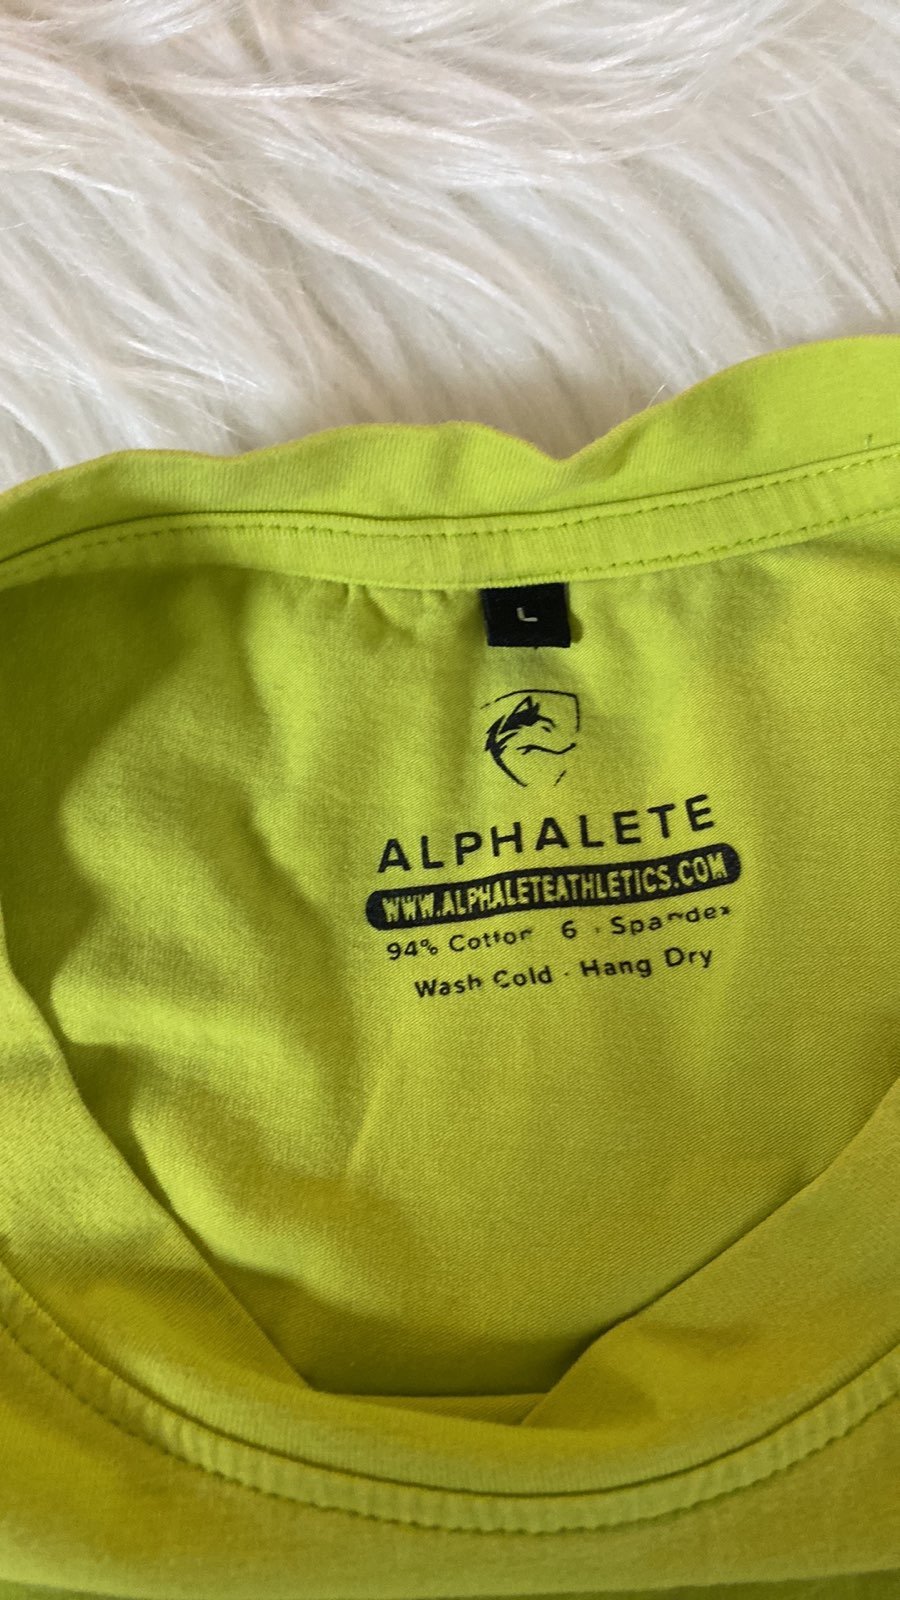 L
ALPHALETE
WWW.ALPHALETEATHLETICS.COM
94% Cotton 6 Spandex
Wash Cold · Hang Dry